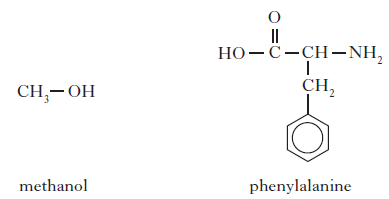 O
HO—C—CH—NH₂
CH₃—OH
CH₂
methanol
phenylalanine